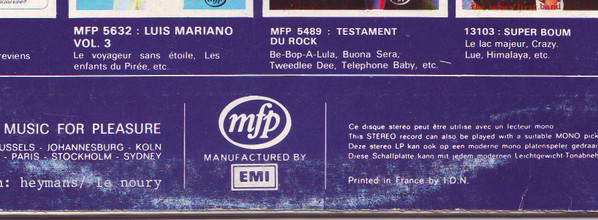 reviens
MFP 5632 : LUIS MARIANO
VOL. 3
Le voyageur sans étoile, Les
enfants du Pirée, etc.
MFP 5489 : TESTAMENT
DU ROCK
Be-Bop-A-Lula, Buona Sera,
Tweedlee Dee, Telephone Baby, etc.
band
13103 : SUPER BOUM
Le lac majeur, Crazy.
Lue, Himalaya, etc.
MUSIC FOR PLEASURE
USSELS - JOHANNESBURG - KOLN
- PARIS - STOCKHOLM - SYDNEY
n: heymans/ le noury
mfp
MANUFACTURED BY
EMI
Ce disque stereo peut être utilise avec un lecteur mono
This STEREO record can also be played with a suitable MONO pick
Deze stereo LP kan ook op een moderne mono platenspeler gedraai
Diese Schallplatte kann mit jedem modernen Leichtgewicht-Tonabneh
Printed in France by I.D.N.